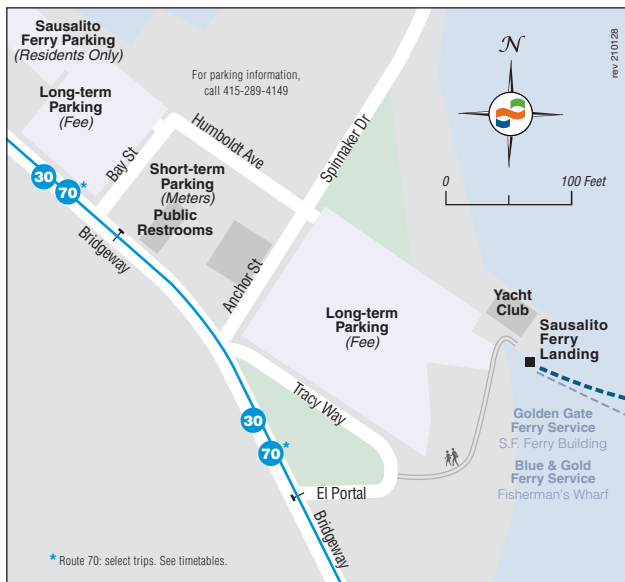 Sausalito
Ferry Parking
(Residents Only)
Long-term
Parking
(Fee)
For parking information,
call 415-289-4149
N
rev 210128
0 100 Feet
Humboldt Ave
Spinnaker Dr
Bay St
Short-term
Parking
(Meters)
Public
Restrooms
30
70*
Bridgeway
Anchor St
Long-term
Parking
(Fee)
Yacht
Club
Sausalito
Ferry
Landing
Tracy Way
30
70*
Golden Gate
Ferry Service
S.F. Ferry Building
Blue & Gold
Ferry Service
Fisherman's Wharf
El Portal
Bridgeway
* Route 70: select trips. See timetables.